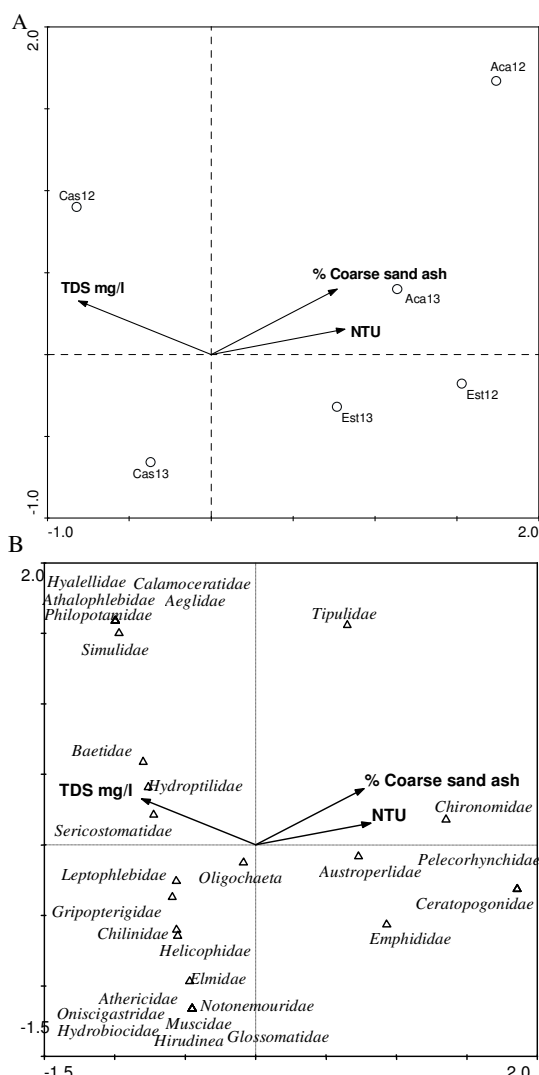 A
2.0
Aca12
Cas12
TDS mg/l
% Coarse sand ash
Aca13
NTU
Est12
Est13
Cas13
-1.0
-1.0
2.0
B
2.0
Hyalellidae Calamoceratidae
Athalophlebidae Aeglidae
Philopotamidae
Tipulidae
Simulidae
Baetidae
Hydroptilidae
TDS mg/l
% Coarse sand ash
NTU
Chironomidae
Sericostomatidae
Leptophlebidae
Oligochaeta
Austroperlidae
Pelecorhynchidae
Ceratopogonidae
Gripopterigidae
Chilinidae
Emphididae
Helicophidae
Elmidae
Athericidae Notonemouridae
Oniscigastridae Muscidae
Hydrobiocidae Hirudinea Glossomatidae
-1.5
-1.5
2.0